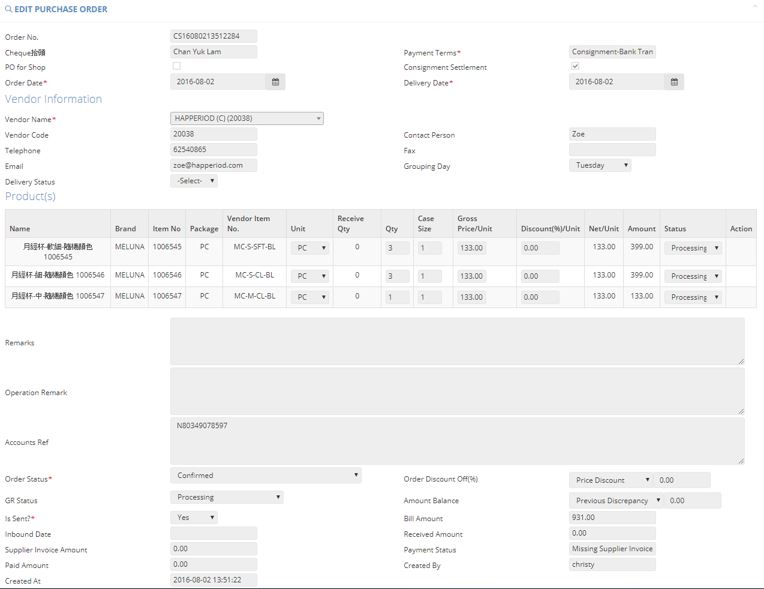 EDIT PURCHASE ORDER
Order No. CS16080213512284
Cheque抬頭 Chan Yuk Lam Payment Terms* Consignment-Bank Tran
PO for Shop Consignment Settlement
Order Date* 2016-08-02 Delivery Date* 2016-08-02
Vendor Information
Vendor Name* HAPPERIOD (C) (20038)
Vendor Code 20038 Contact Person Zoe
Telephone 62540865 Fax
Email zoe@happeriod.com Grouping Day Tuesday
Delivery Status -Select-
Product(s)
Name Brand Item No Package Vendor Item No. Unit Receive Qty Qty Case Size Gross Price/Unit Discount(%)/Unit Net/Unit Amount Status Action
月經杯-軟細-隨機顏色 1006545 MELUNA 1006545 PC MC-S-SFT-BL PC 0 3 1 133.00 0.00 133.00 399.00 Processing
月經杯-細-隨機顏色 1006546 MELUNA 1006546 PC MC-S-CL-BL PC 0 3 1 133.00 0.00 133.00 399.00 Processing
月經杯-中-隨機顏色 1006547 MELUNA 1006547 PC MC-M-CL-BL PC 0 1 1 133.00 0.00 133.00 133.00 Processing
Remarks
Operation Remark
Accounts Ref N80349078597
Order Status* Confirmed Order Discount Off(%) Price Discount 0.00
GR Status Processing Amount Balance Previous Discrepancy 0.00
Is Sent?* Yes Bill Amount 931.00
Inbound Date Received Amount 0.00
Supplier Invoice Amount 0.00 Payment Status Missing Supplier Invoice
Paid Amount 0.00 Created By christy
Created At 2016-08-02 13:51:22